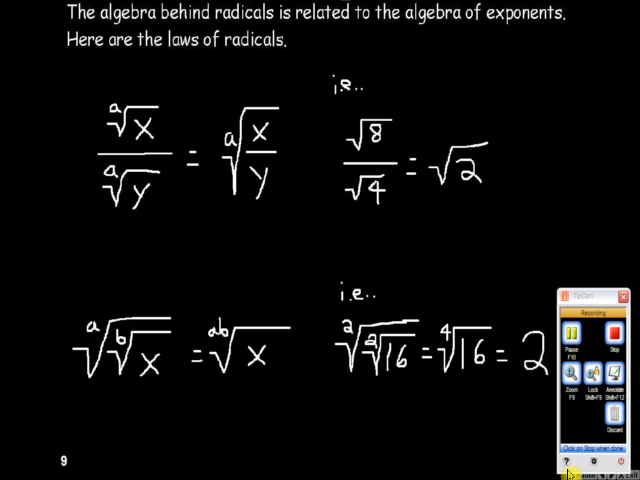 The algebra behind radicals is related to the algebra of exponents.
Here are the laws of radicals.
i.e..
ᵃ√x / ᵃ√y = ᵃ√(x/y)
√8 / √4 = √2
i.e..
ᵃ√(ᵇ√x) = ᵃᵇ√x
²√(²√16) = ⁴√16 = 2
9
TipCam
Recording
Pause Stop
F10
Zoom Lock Annotate
F9 Shift-F9 Shift-F12
Discard
Click on Stop when done
?
Exit